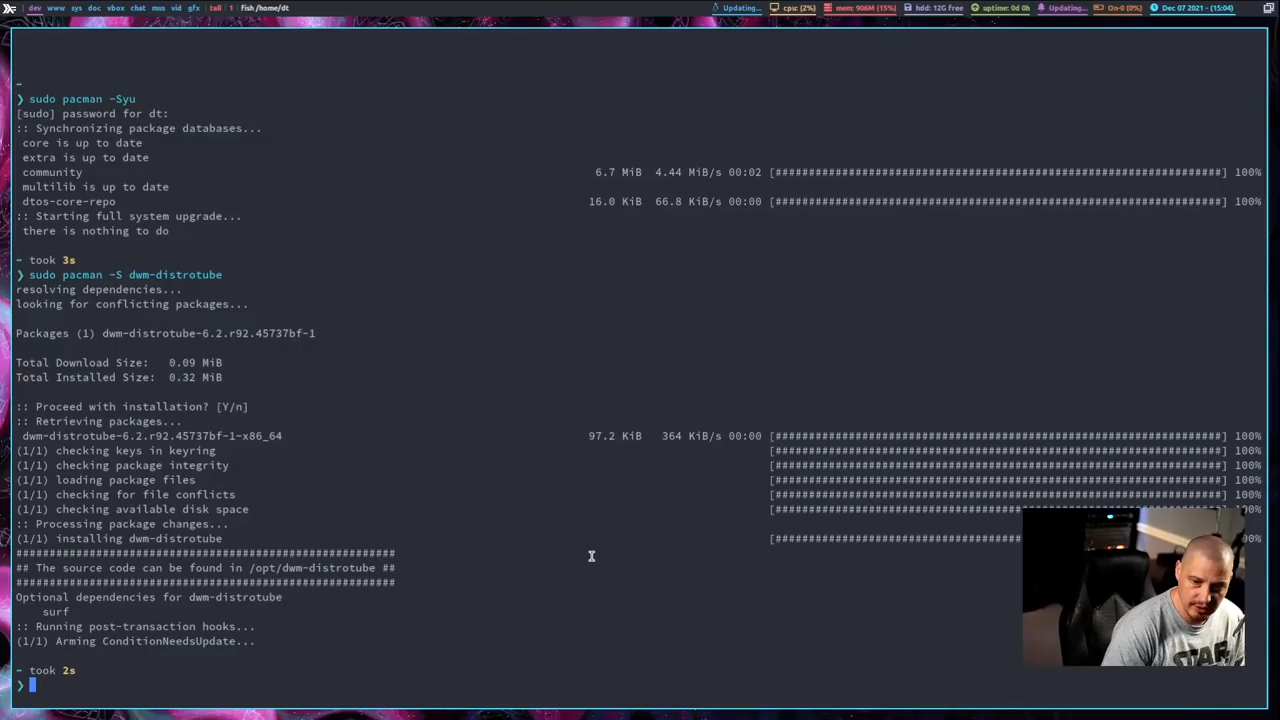 dev www sys doc vbox chat mus vid gfx | tall | 1 | fish /home/dt
Updating... cpu: (2%) mem: 906M (15%) hdd: 12G free uptime: 0d 0h Updating... On-0 (0%) Dec 07 2021 - (15:04)
~
❯ sudo pacman -Syu
[sudo] password for dt:
:: Synchronizing package databases...
core is up to date
extra is up to date
community 6.7 MiB 4.44 MiB/s 00:02 [######################################################################] 100%
multilib is up to date
dtos-core-repo 16.0 KiB 66.8 KiB/s 00:00 [######################################################################] 100%
:: Starting full system upgrade...
there is nothing to do
~ took 3s
❯ sudo pacman -S dwm-distrotube
resolving dependencies...
looking for conflicting packages...
Packages (1) dwm-distrotube-6.2.r92.45737bf-1
Total Download Size: 0.09 MiB
Total Installed Size: 0.32 MiB
:: Proceed with installation? [Y/n]
:: Retrieving packages...
dwm-distrotube-6.2.r92.45737bf-1-x86_64 97.2 KiB 364 KiB/s 00:00 [######################################################################] 100%
(1/1) checking keys in keyring [######################################################################] 100%
(1/1) checking package integrity [######################################################################] 100%
(1/1) loading package files [######################################################################] 100%
(1/1) checking for file conflicts [######################################################################] 100%
(1/1) checking available disk space [######################################################################] 100%
:: Processing package changes...
(1/1) installing dwm-distrotube [###################################### 00%
##########################################################
## The source code can be found in /opt/dwm-distrotube ##
##########################################################
Optional dependencies for dwm-distrotube
surf
:: Running post-transaction hooks...
(1/1) Arming ConditionNeedsUpdate...
~ took 2s
❯
STAR